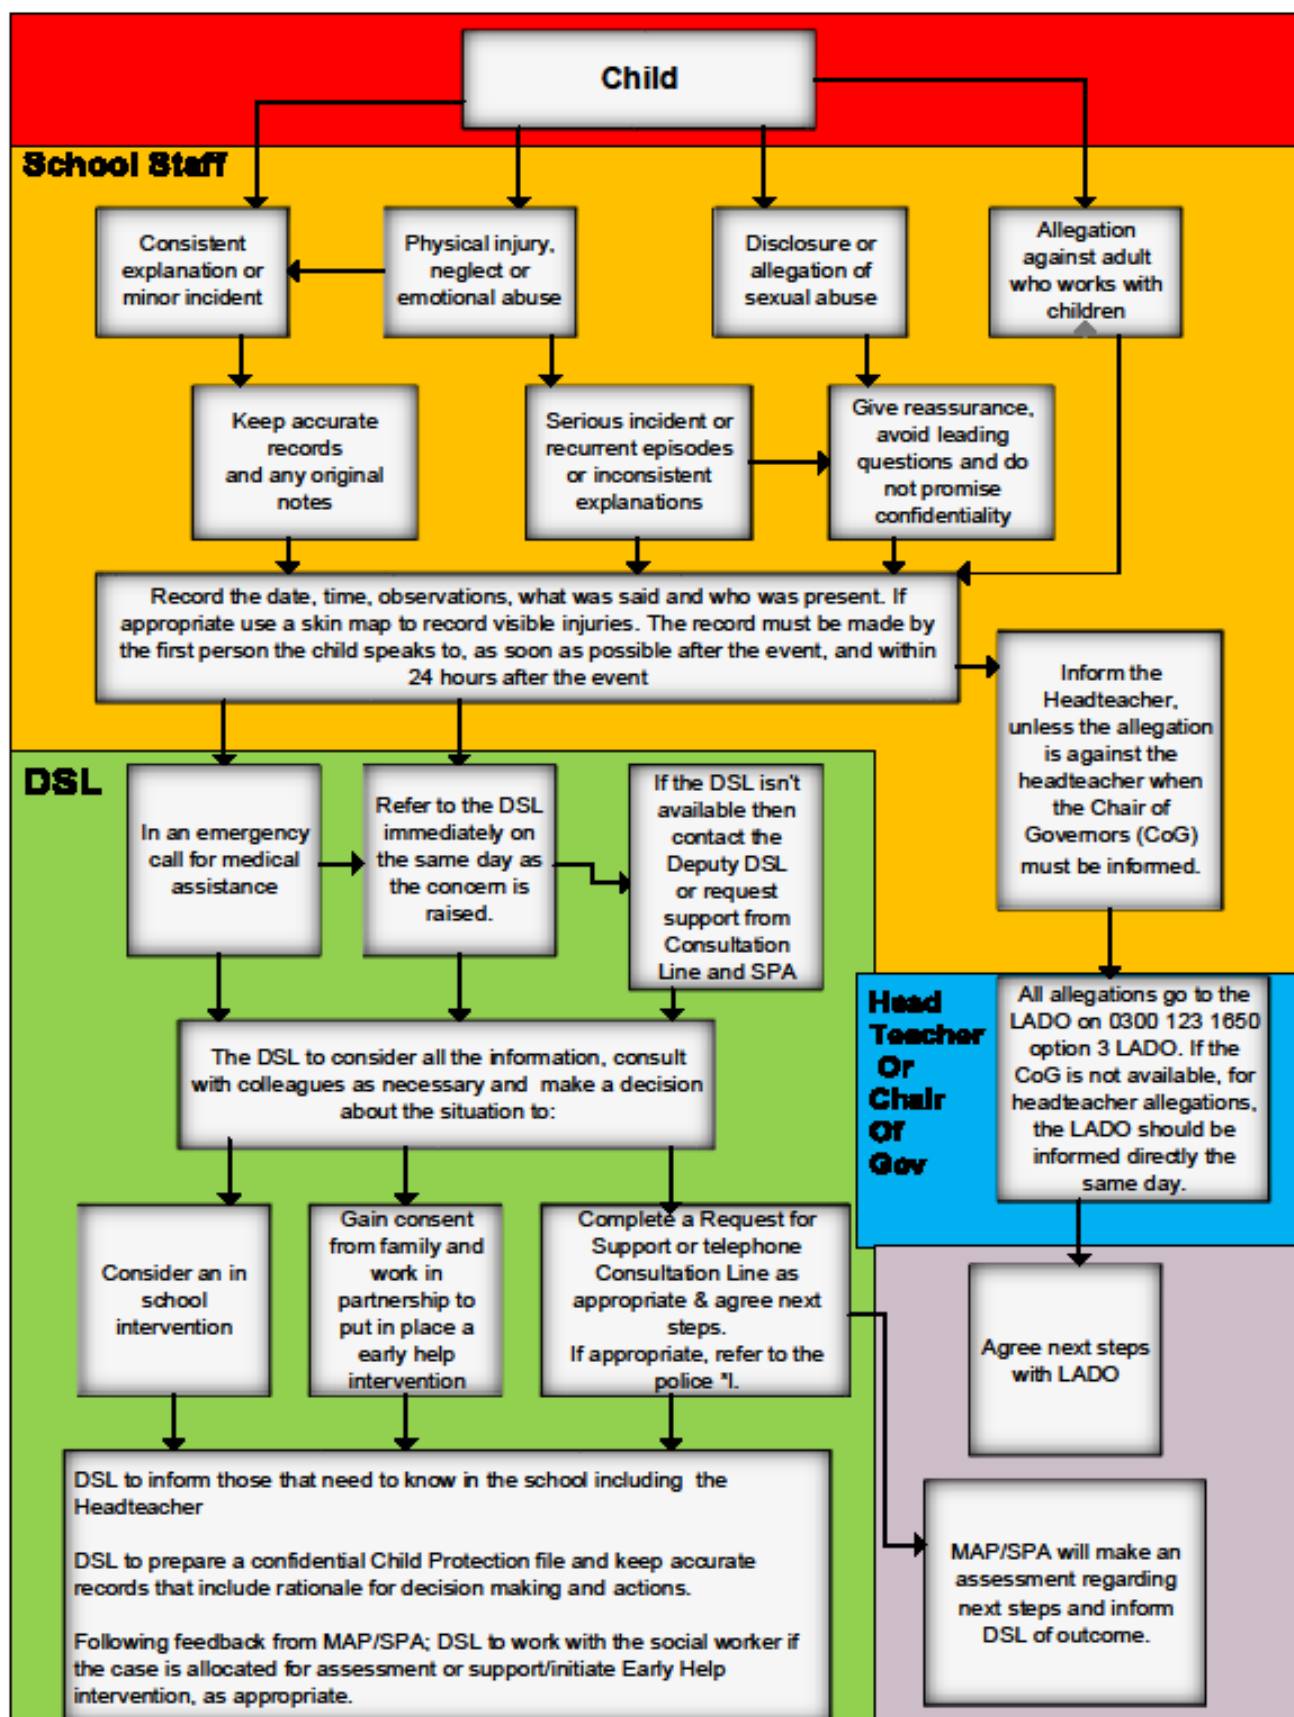 Child
School Staff
Consistent
explanation or
minor incident
Physical injury,
neglect or
emotional abuse
Disclosure or
allegation of
sexual abuse
Allegation
against adult
who works with
children
Keep accurate
records
and any original
notes
Serious incident or
recurrent episodes
or inconsistent
explanations
Give reassurance,
avoid leading
questions and do
not promise
confidentiality
Record the date, time, observations, what was said and who was present. If
appropriate use a skin map to record visible injuries. The record must be made by
the first person the child speaks to, as soon as possible after the event, and within
24 hours after the event
Inform the
Headteacher,
unless the allegation
is against the
headteacher when
the Chair of
Governors (CoG)
must be informed.
DSL
In an emergency
call for medical
assistance
Refer to the DSL
immediately on
the same day as
the concern is
raised.
If the DSL isn't
available then
contact the
Deputy DSL
or request
support from
Consultation
Line and SPA
Head
Teacher
Or
Chair
Of
Gov
All allegations go to the
LADO on 0300 123 1650
option 3 LADO. If the
CoG is not available, for
headteacher allegations,
the LADO should be
informed directly the
same day.
The DSL to consider all the information, consult
with colleagues as necessary and make a decision
about the situation to:
Consider an in
school
intervention
Gain consent
from family and
work in
partnership to
put in place a
early help
intervention
Complete a Request for
Support or telephone
Consultation Line as
appropriate & agree next
steps.
If appropriate, refer to the
police *I.
Agree next steps
with LADO
DSL to inform those that need to know in the school including the
Headteacher
DSL to prepare a confidential Child Protection file and keep accurate
records that include rationale for decision making and actions.
Following feedback from MAP/SPA; DSL to work with the social worker if
the case is allocated for assessment or support/initiate Early Help
intervention, as appropriate.
MAP/SPA will make an
assessment regarding
next steps and inform
DSL of outcome.